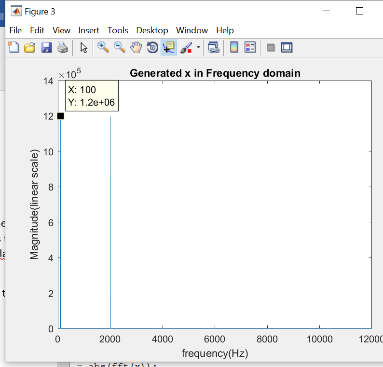 Figure 3
File Edit View Insert Tools Desktop Window Help
×10⁵
Generated x in Frequency domain
X: 100
Y: 1.2e+06
14
12
10
8
6
4
2
0
Magnitude(linear scale)
0 2000 4000 6000 8000 10000 12000
frequency(Hz)
= abs(fft(x));